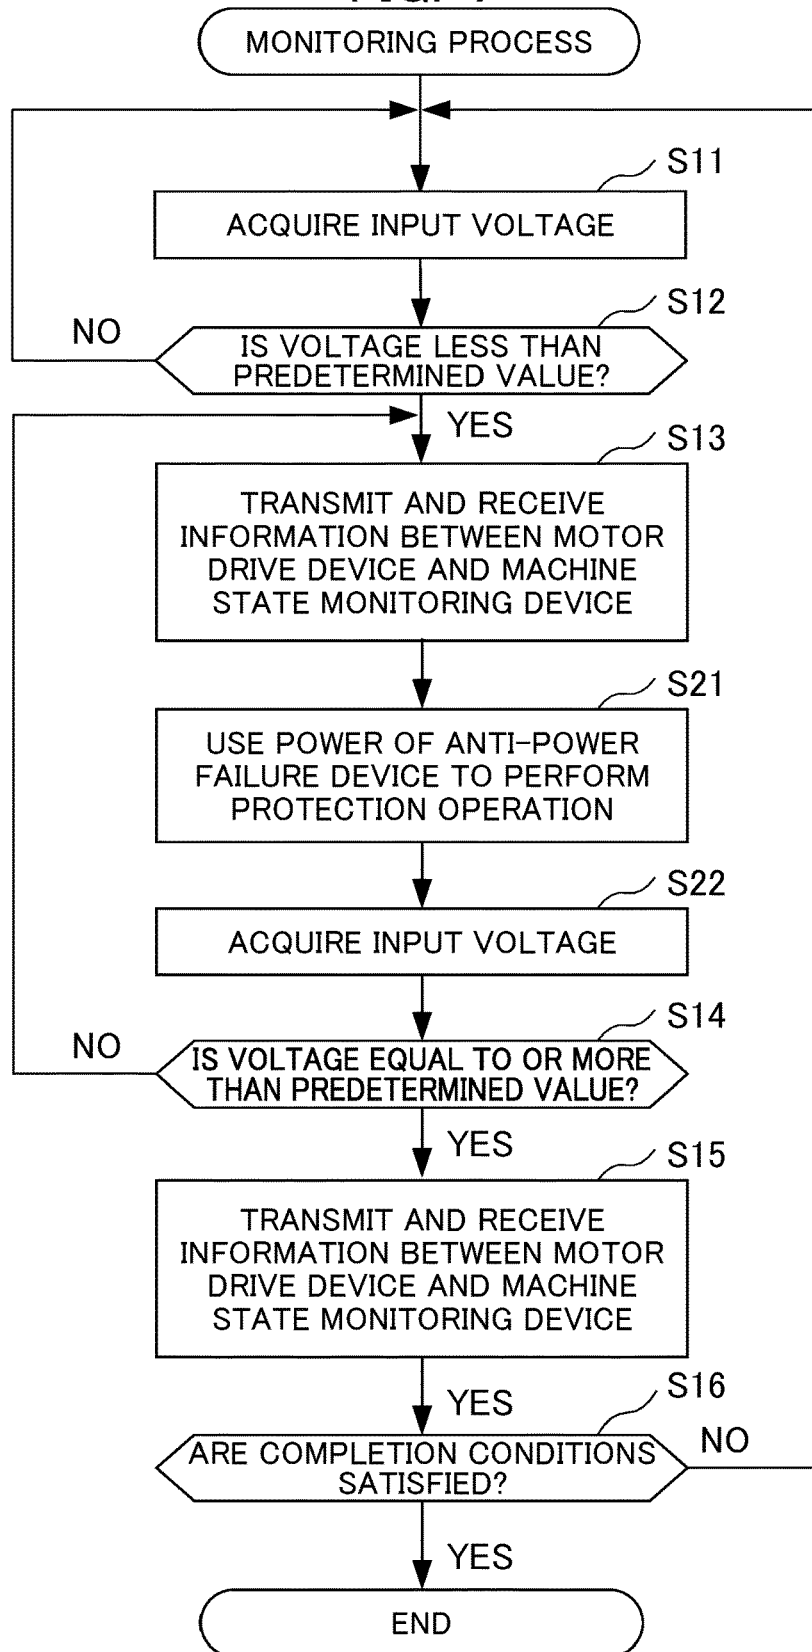 MONITORING PROCESS
S11
ACQUIRE INPUT VOLTAGE
S12
NO
IS VOLTAGE LESS THAN
PREDETERMINED VALUE?
YES
S13
TRANSMIT AND RECEIVE
INFORMATION BETWEEN MOTOR
DRIVE DEVICE AND MACHINE
STATE MONITORING DEVICE
S21
USE POWER OF ANTI-POWER
FAILURE DEVICE TO PERFORM
PROTECTION OPERATION
S22
ACQUIRE INPUT VOLTAGE
S14
NO
IS VOLTAGE EQUAL TO OR MORE
THAN PREDETERMINED VALUE?
YES
S15
TRANSMIT AND RECEIVE
INFORMATION BETWEEN MOTOR
DRIVE DEVICE AND MACHINE
STATE MONITORING DEVICE
YES
S16
ARE COMPLETION CONDITIONS
SATISFIED?
NO
YES
END